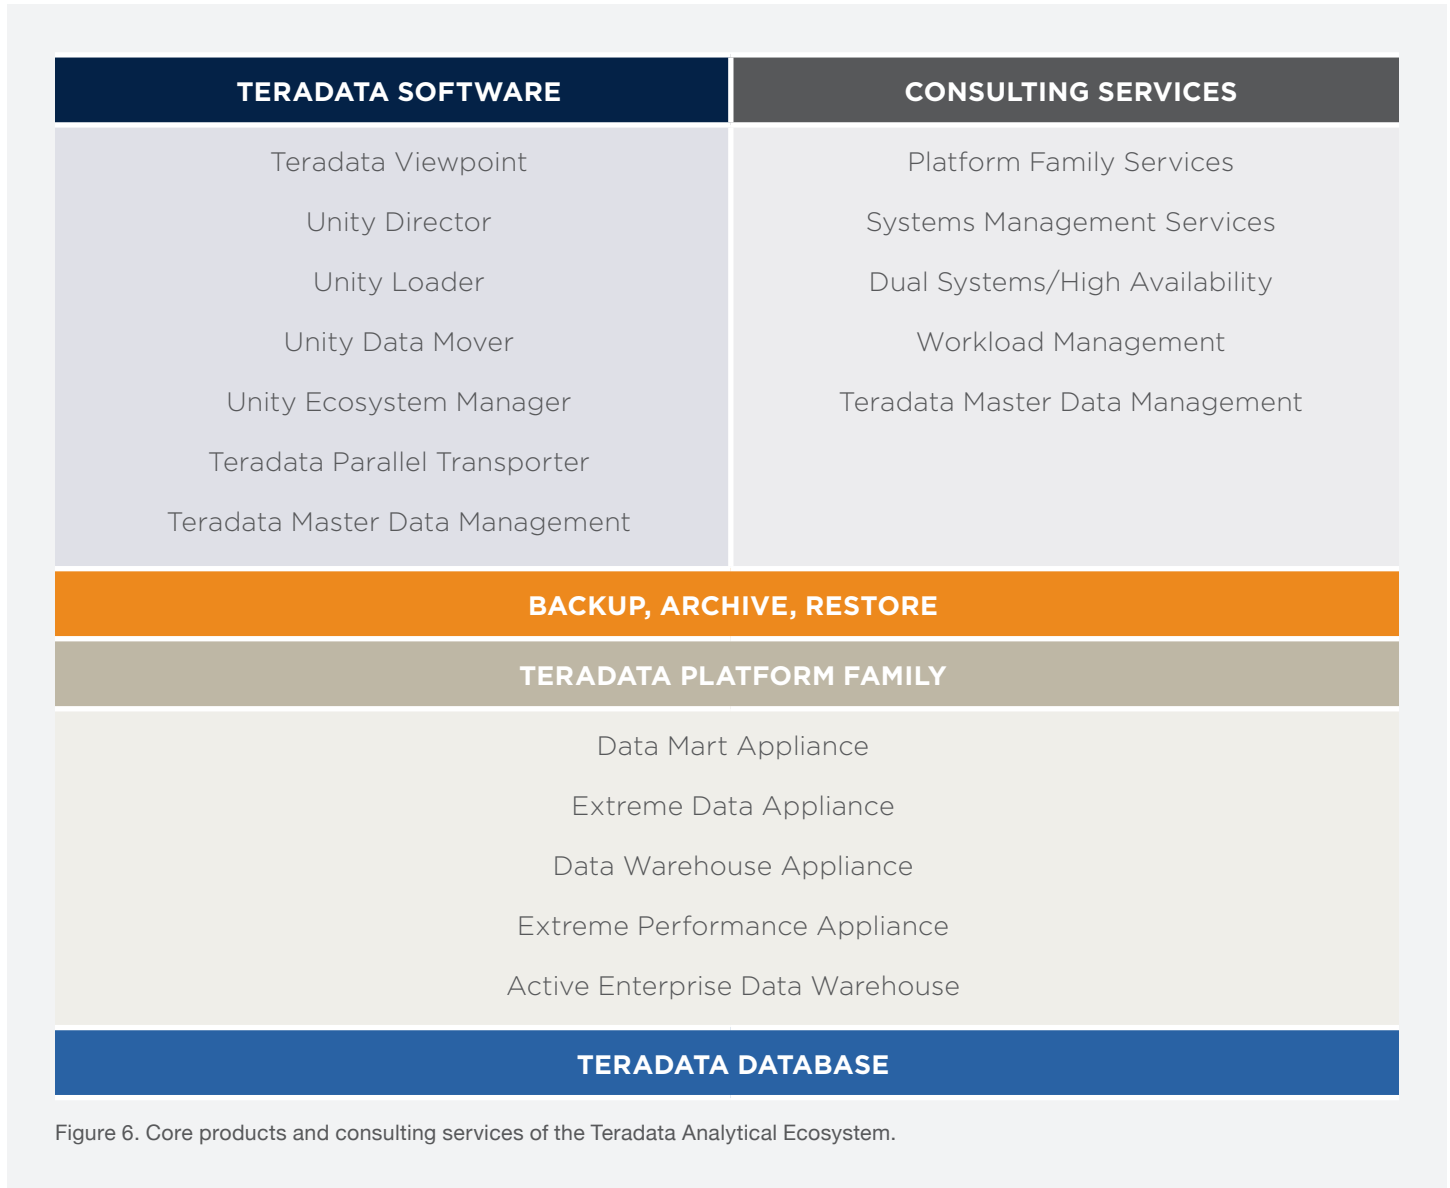 TERADATA SOFTWARE
Teradata Viewpoint
Unity Director
Unity Loader
Unity Data Mover
Unity Ecosystem Manager
Teradata Parallel Transporter
Teradata Master Data Management
CONSULTING SERVICES
Platform Family Services
Systems Management Services
Dual Systems/High Availability
Workload Management
Teradata Master Data Management
BACKUP, ARCHIVE, RESTORE
TERADATA PLATFORM FAMILY
Data Mart Appliance
Extreme Data Appliance
Data Warehouse Appliance
Extreme Performance Appliance
Active Enterprise Data Warehouse
TERADATA DATABASE
Figure 6. Core products and consulting services of the Teradata Analytical Ecosystem.